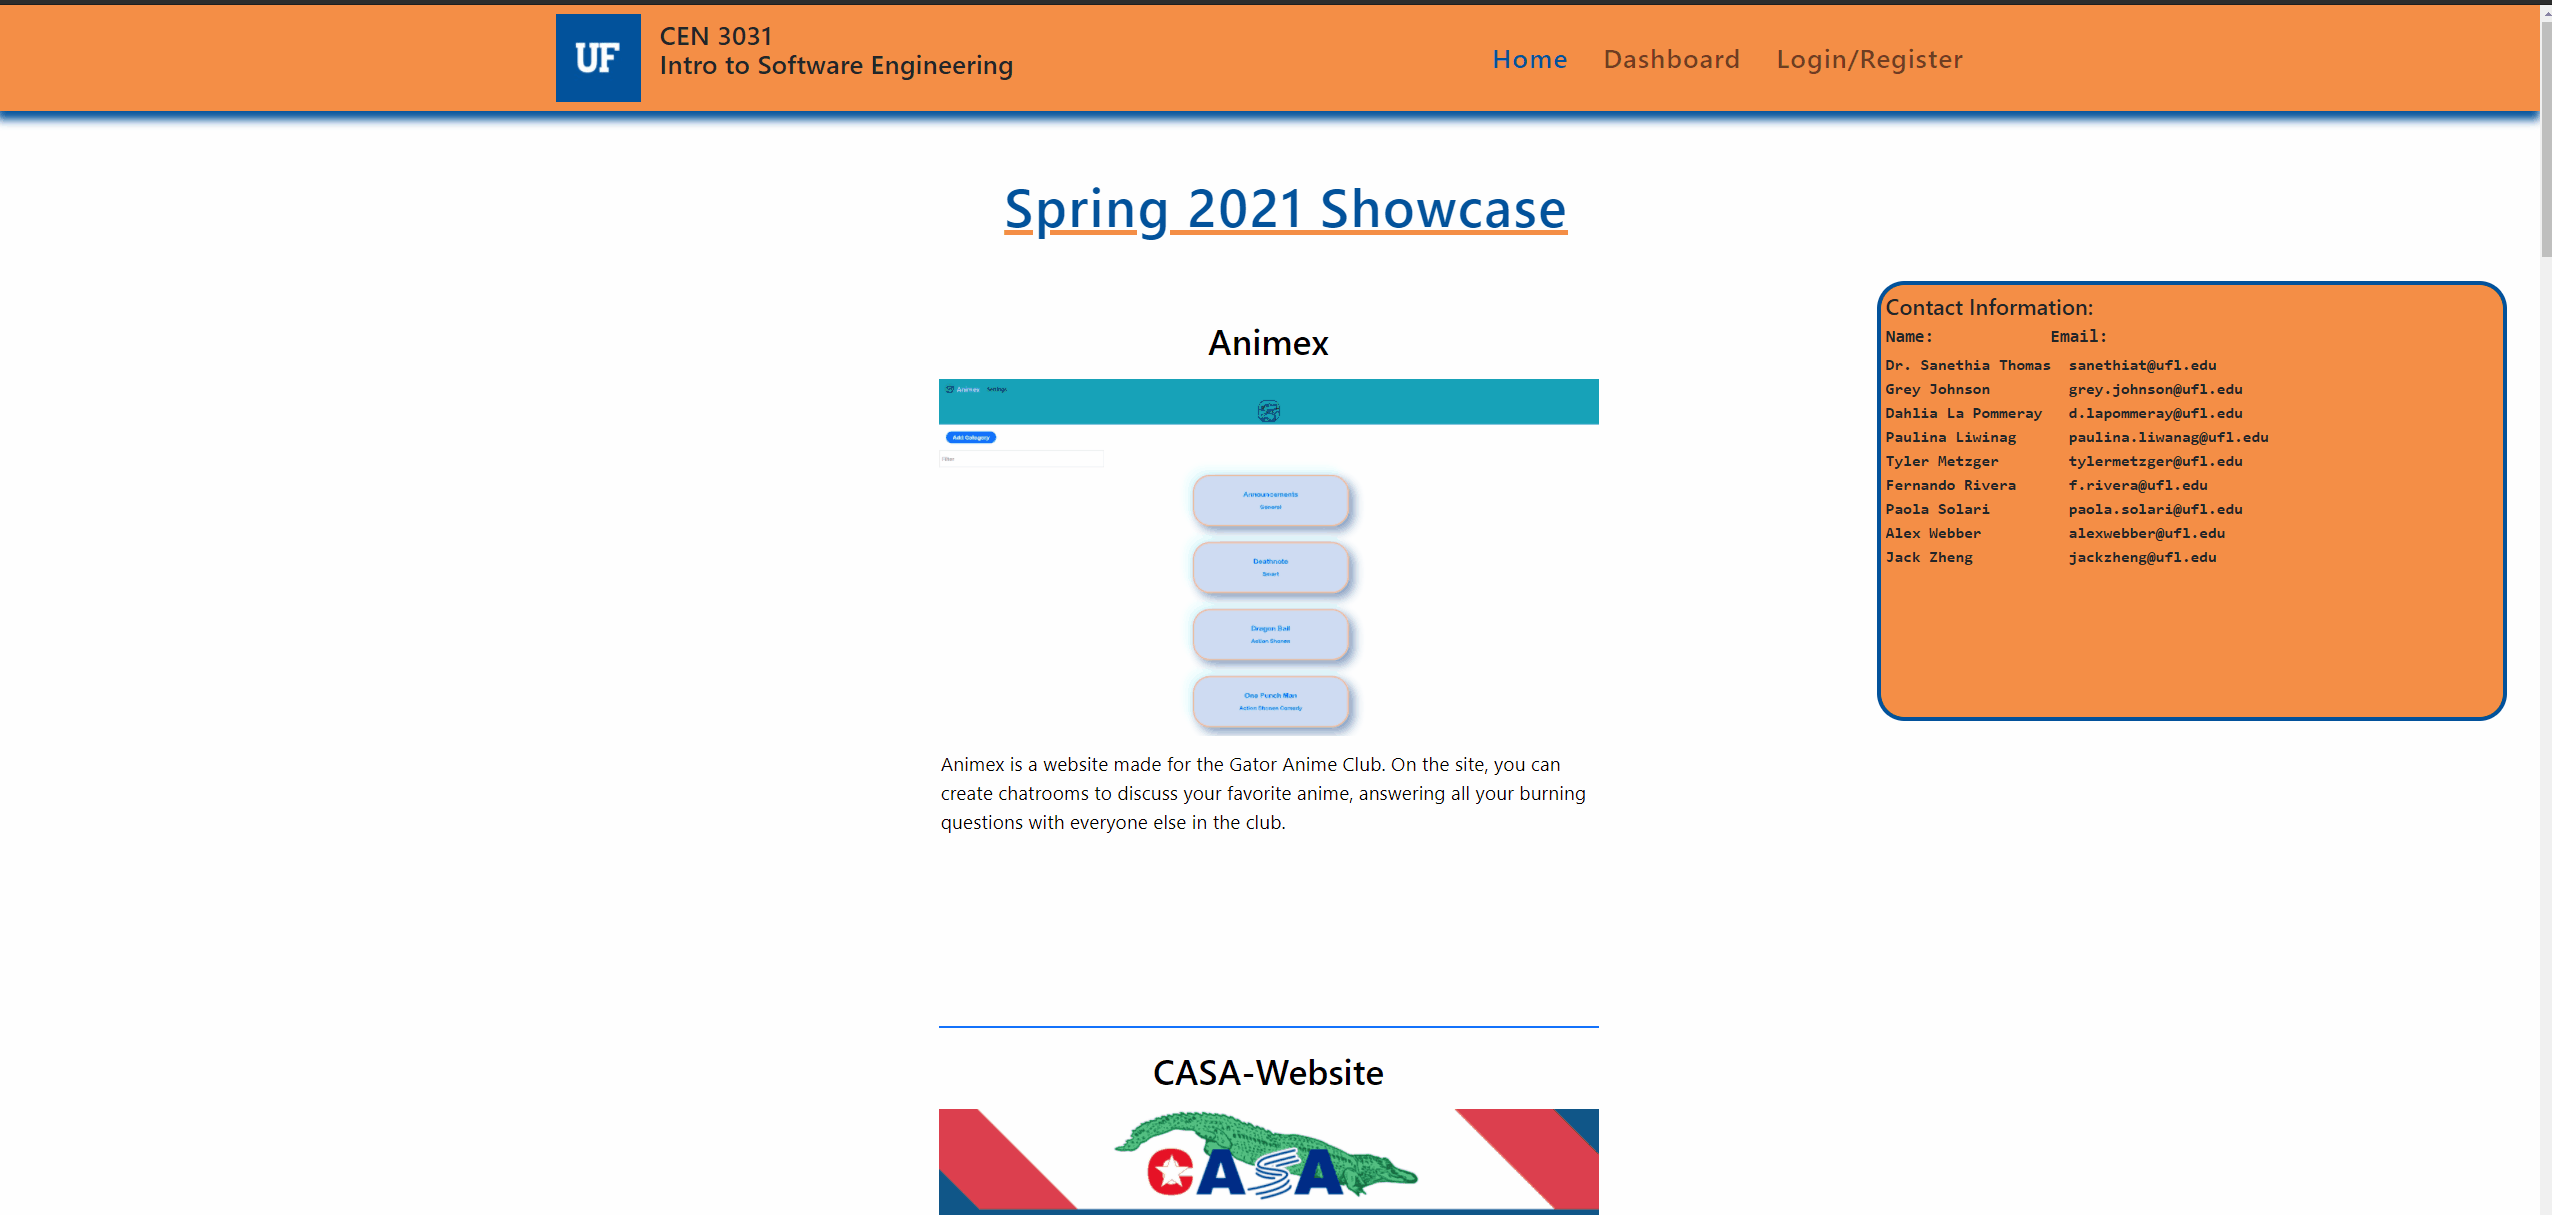 UF
CEN 3031
Intro to Software Engineering
Home Dashboard Login/Register
Spring 2021 Showcase
Animex
Animex Settings
Add Category
Filter
Announcements
General
Deathnote
Smart
Dragon Ball
Action Shonen
One Punch Man
Action Shonen Comedy
Animex is a website made for the Gator Anime Club. On the site, you can
create chatrooms to discuss your favorite anime, answering all your burning
questions with everyone else in the club.
Contact Information:
Name: Email:
Dr. Sanethia Thomas sanethiat@ufl.edu
Grey Johnson grey.johnson@ufl.edu
Dahlia La Pommeray d.lapommeray@ufl.edu
Paulina Liwinag paulina.liwanag@ufl.edu
Tyler Metzger tylermetzger@ufl.edu
Fernando Rivera f.rivera@ufl.edu
Paola Solari paola.solari@ufl.edu
Alex Webber alexwebber@ufl.edu
Jack Zheng jackzheng@ufl.edu
CASA-Website
CASA